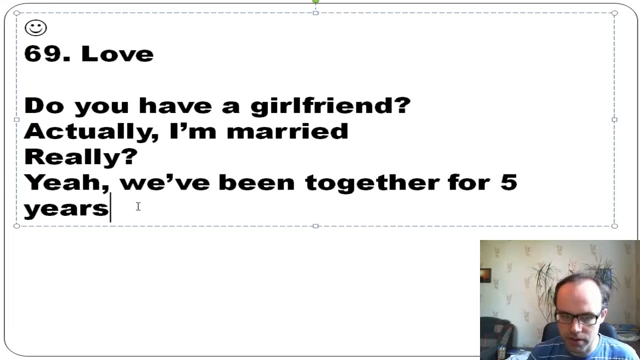 69. Love
Do you have a girlfriend?
Actually, I’m married
Really?
Yeah, we’ve been together for 5
years